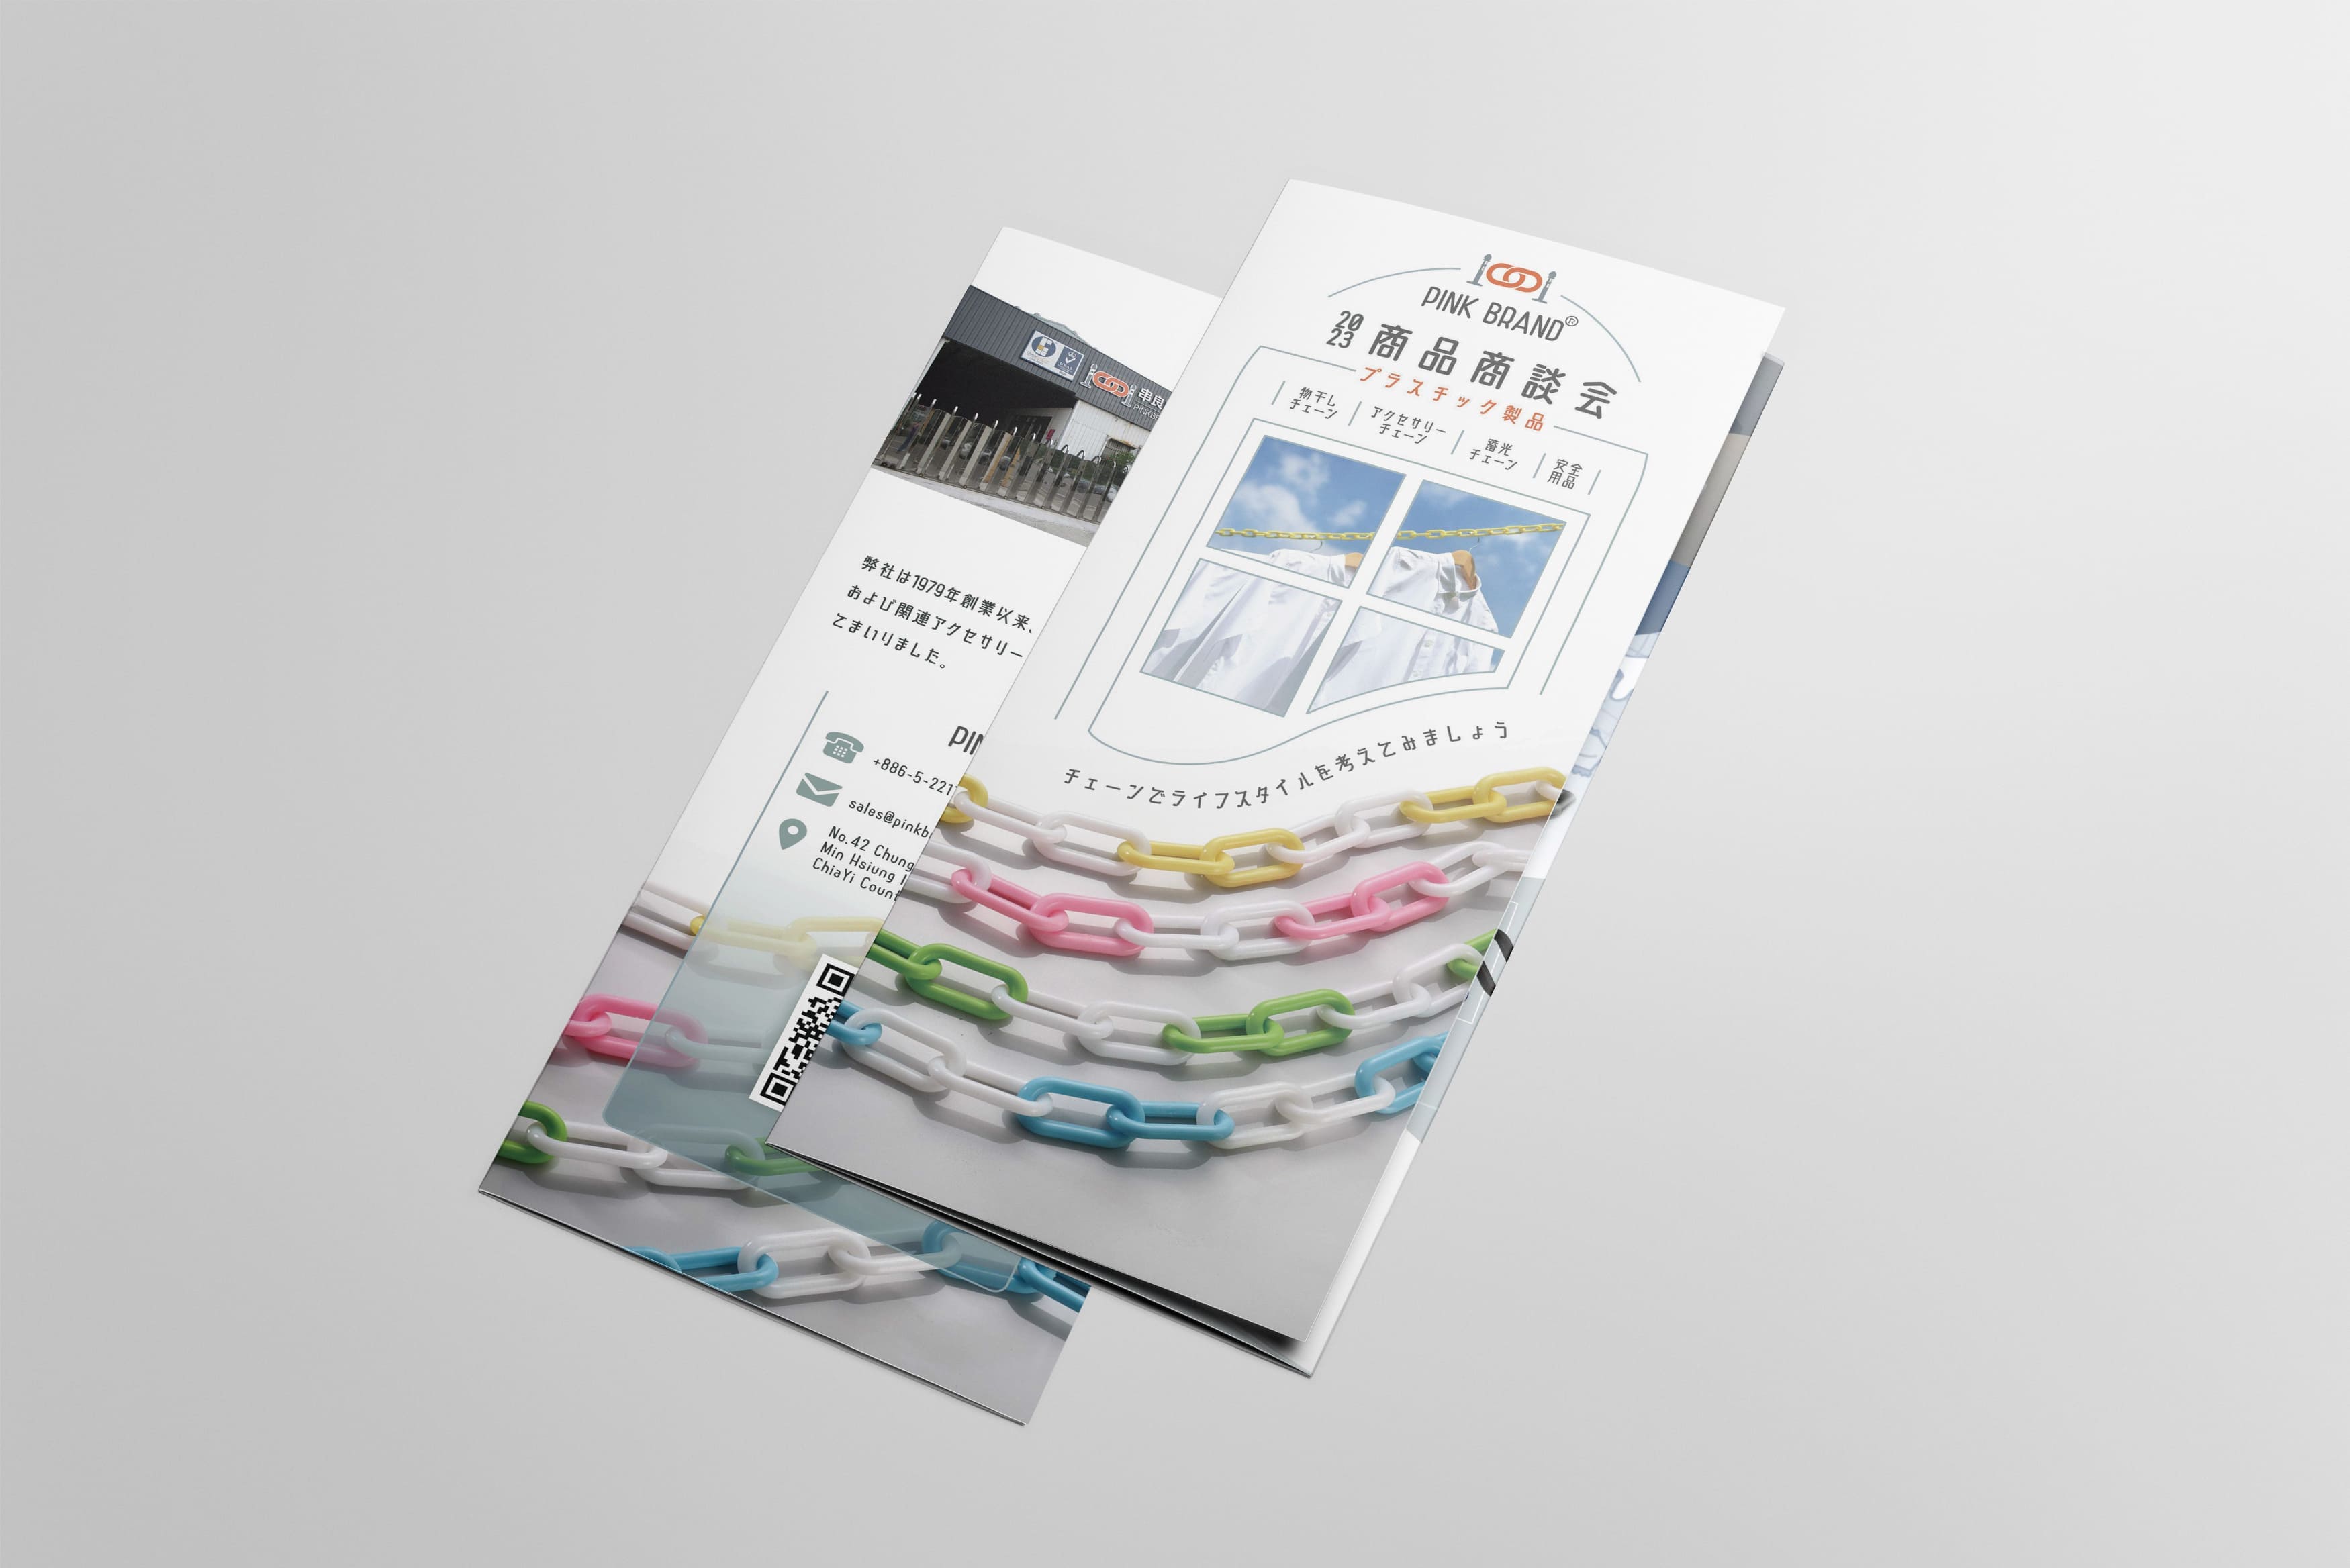 PINK BRAND®
2023 商品商談会
プラスチック製品
物干しチェーン
アクセサリーチェーン
蓄光チェーン
安全用品
チェーンでライフスタイルを考えてみましょう
串良
弊社は1979年創業以来、
および関連アクセサリー
てまいりました。
+886-5-221
sales@pinkb
No.42 Chung
Min Hsiung
ChiaYi Coun